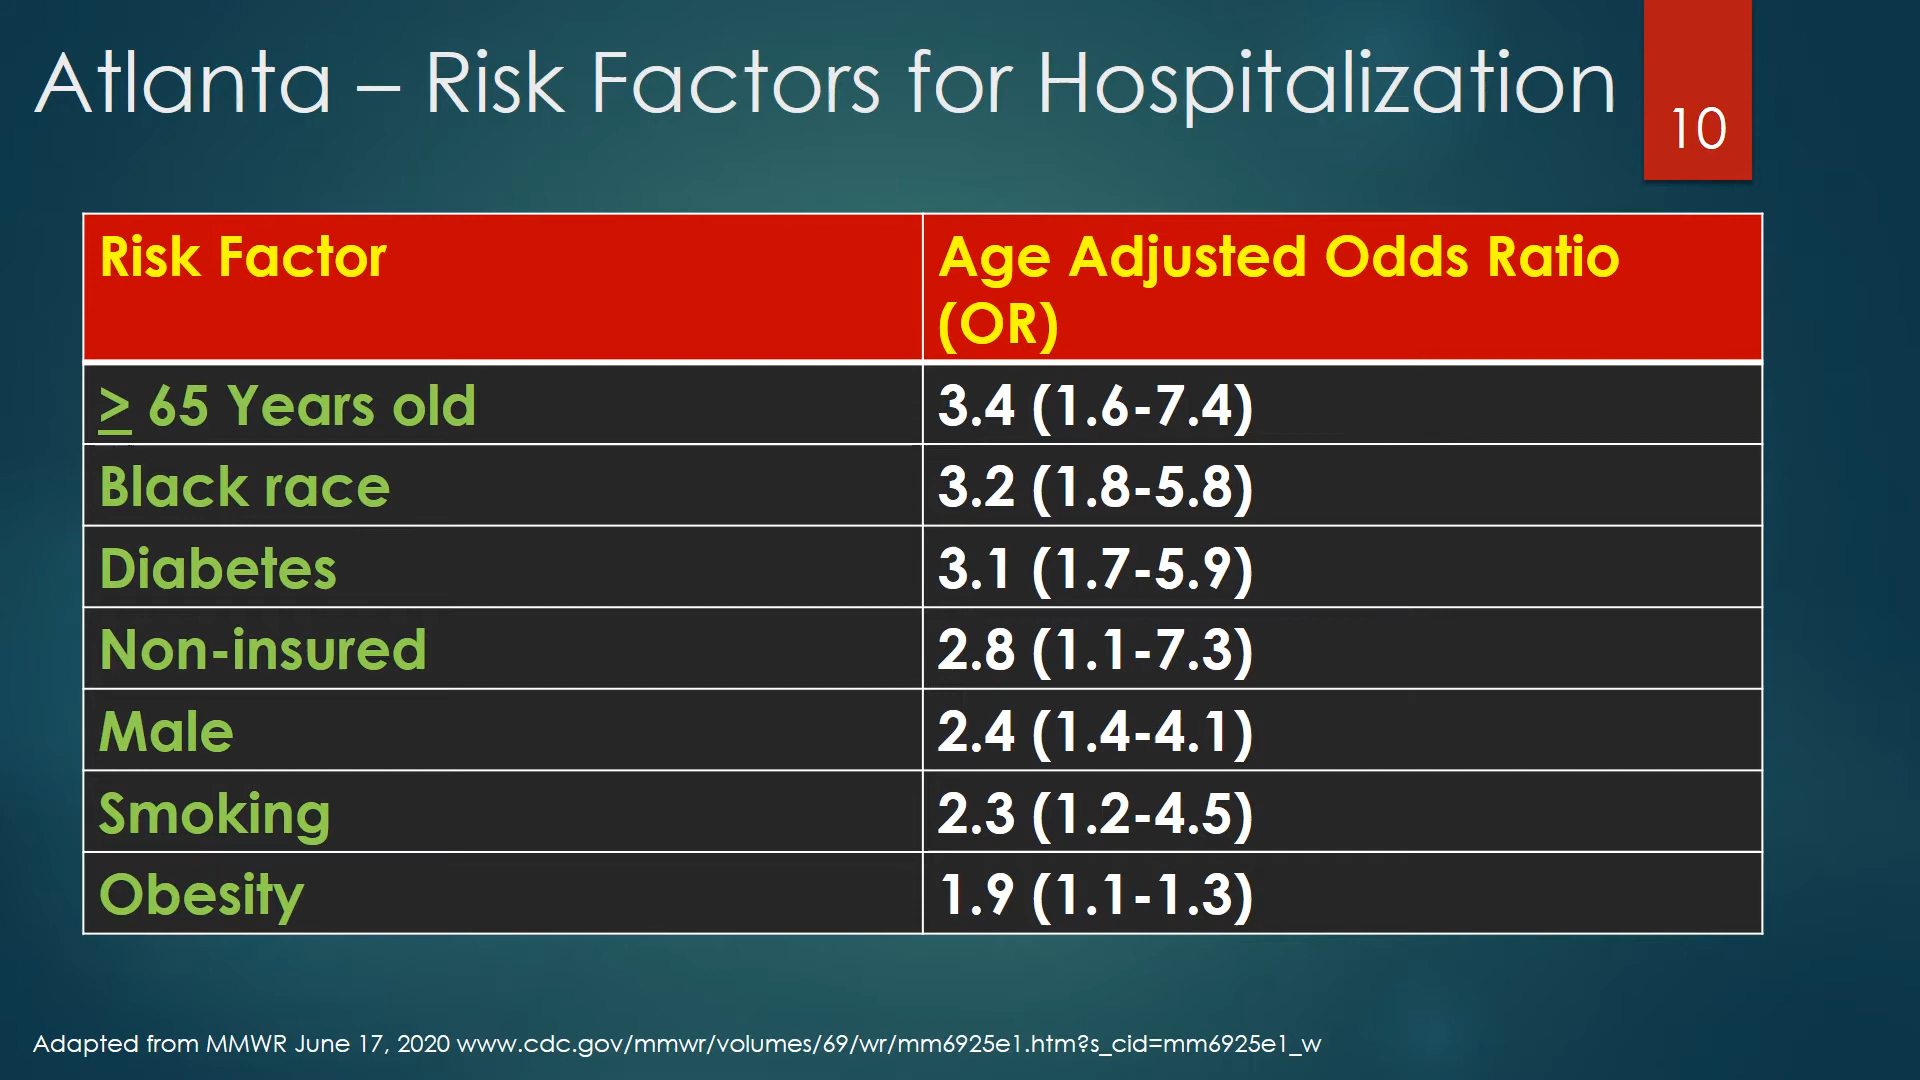 Atlanta – Risk Factors for Hospitalization
10
Risk Factor
Age Adjusted Odds Ratio
(OR)
≥ 65 Years old
3.4 (1.6-7.4)
Black race
3.2 (1.8-5.8)
Diabetes
3.1 (1.7-5.9)
Non-insured
2.8 (1.1-7.3)
Male
2.4 (1.4-4.1)
Smoking
2.3 (1.2-4.5)
Obesity
1.9 (1.1-1.3)
Adapted from MMWR June 17, 2020 www.cdc.gov/mmwr/volumes/69/wr/mm6925e1.htm?s_cid=mm6925e1_w